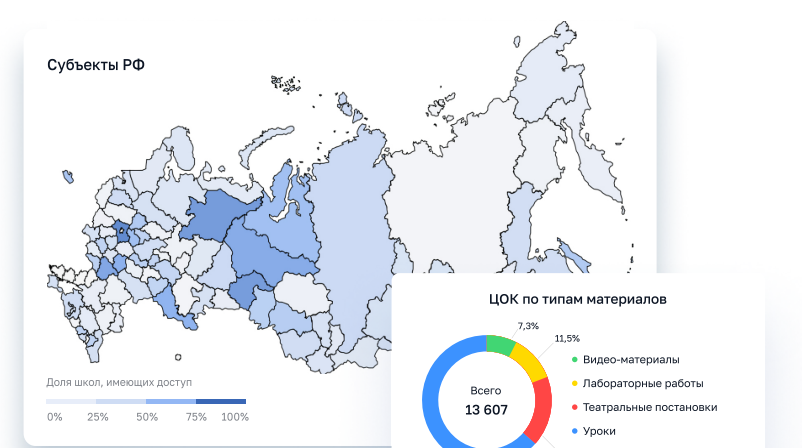 Субъекты РФ
Доля школ, имеющих доступ
0% 25% 50% 75% 100%
ЦОК по типам материалов
7,3%
11,5%
Всего
13 607
Видео-материалы
Лабораторные работы
Театральные постановки
Уроки